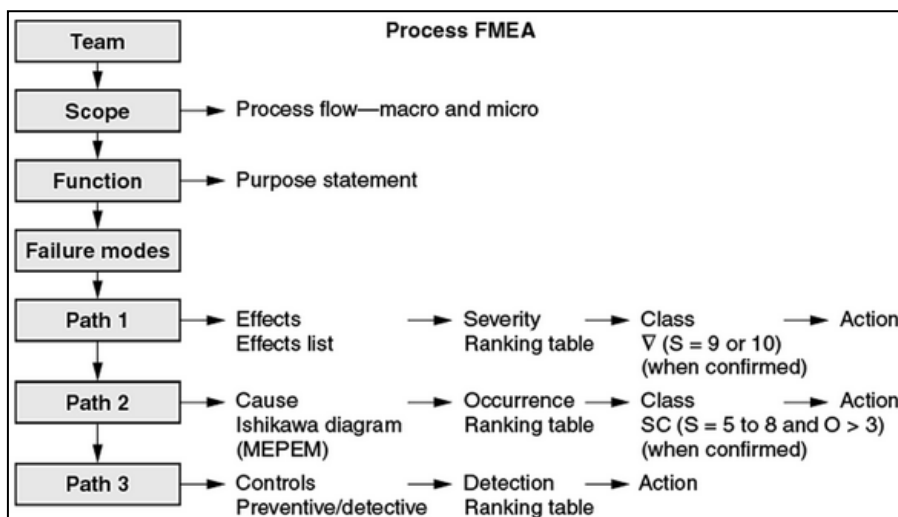 Process FMEA
Team
Scope
Process flow—macro and micro
Function
Purpose statement
Failure modes
Path 1
Effects
Effects list
Severity
Ranking table
Class
∇ (S = 9 or 10)
(when confirmed)
Action
Path 2
Cause
Ishikawa diagram
(MEPEM)
Occurrence
Ranking table
Class
SC (S = 5 to 8 and O > 3)
(when confirmed)
Action
Path 3
Controls
Preventive/detective
Detection
Ranking table
Action